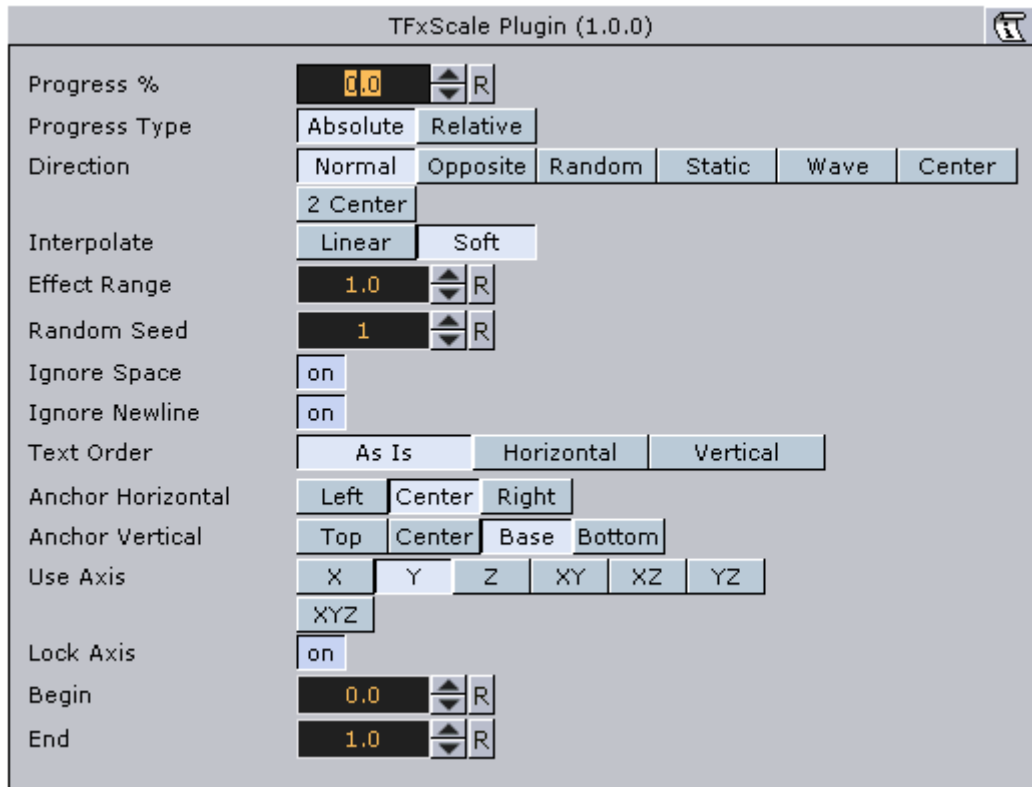 TFxScale Plugin (1.0.0)
Progress % 0.0 R
Progress Type Absolute Relative
Direction Normal Opposite Random Static Wave Center
2 Center
Interpolate Linear Soft
Effect Range 1.0 R
Random Seed 1 R
Ignore Space on
Ignore Newline on
Text Order As Is Horizontal Vertical
Anchor Horizontal Left Center Right
Anchor Vertical Top Center Base Bottom
Use Axis X Y Z XY XZ YZ
XYZ
Lock Axis on
Begin 0.0 R
End 1.0 R